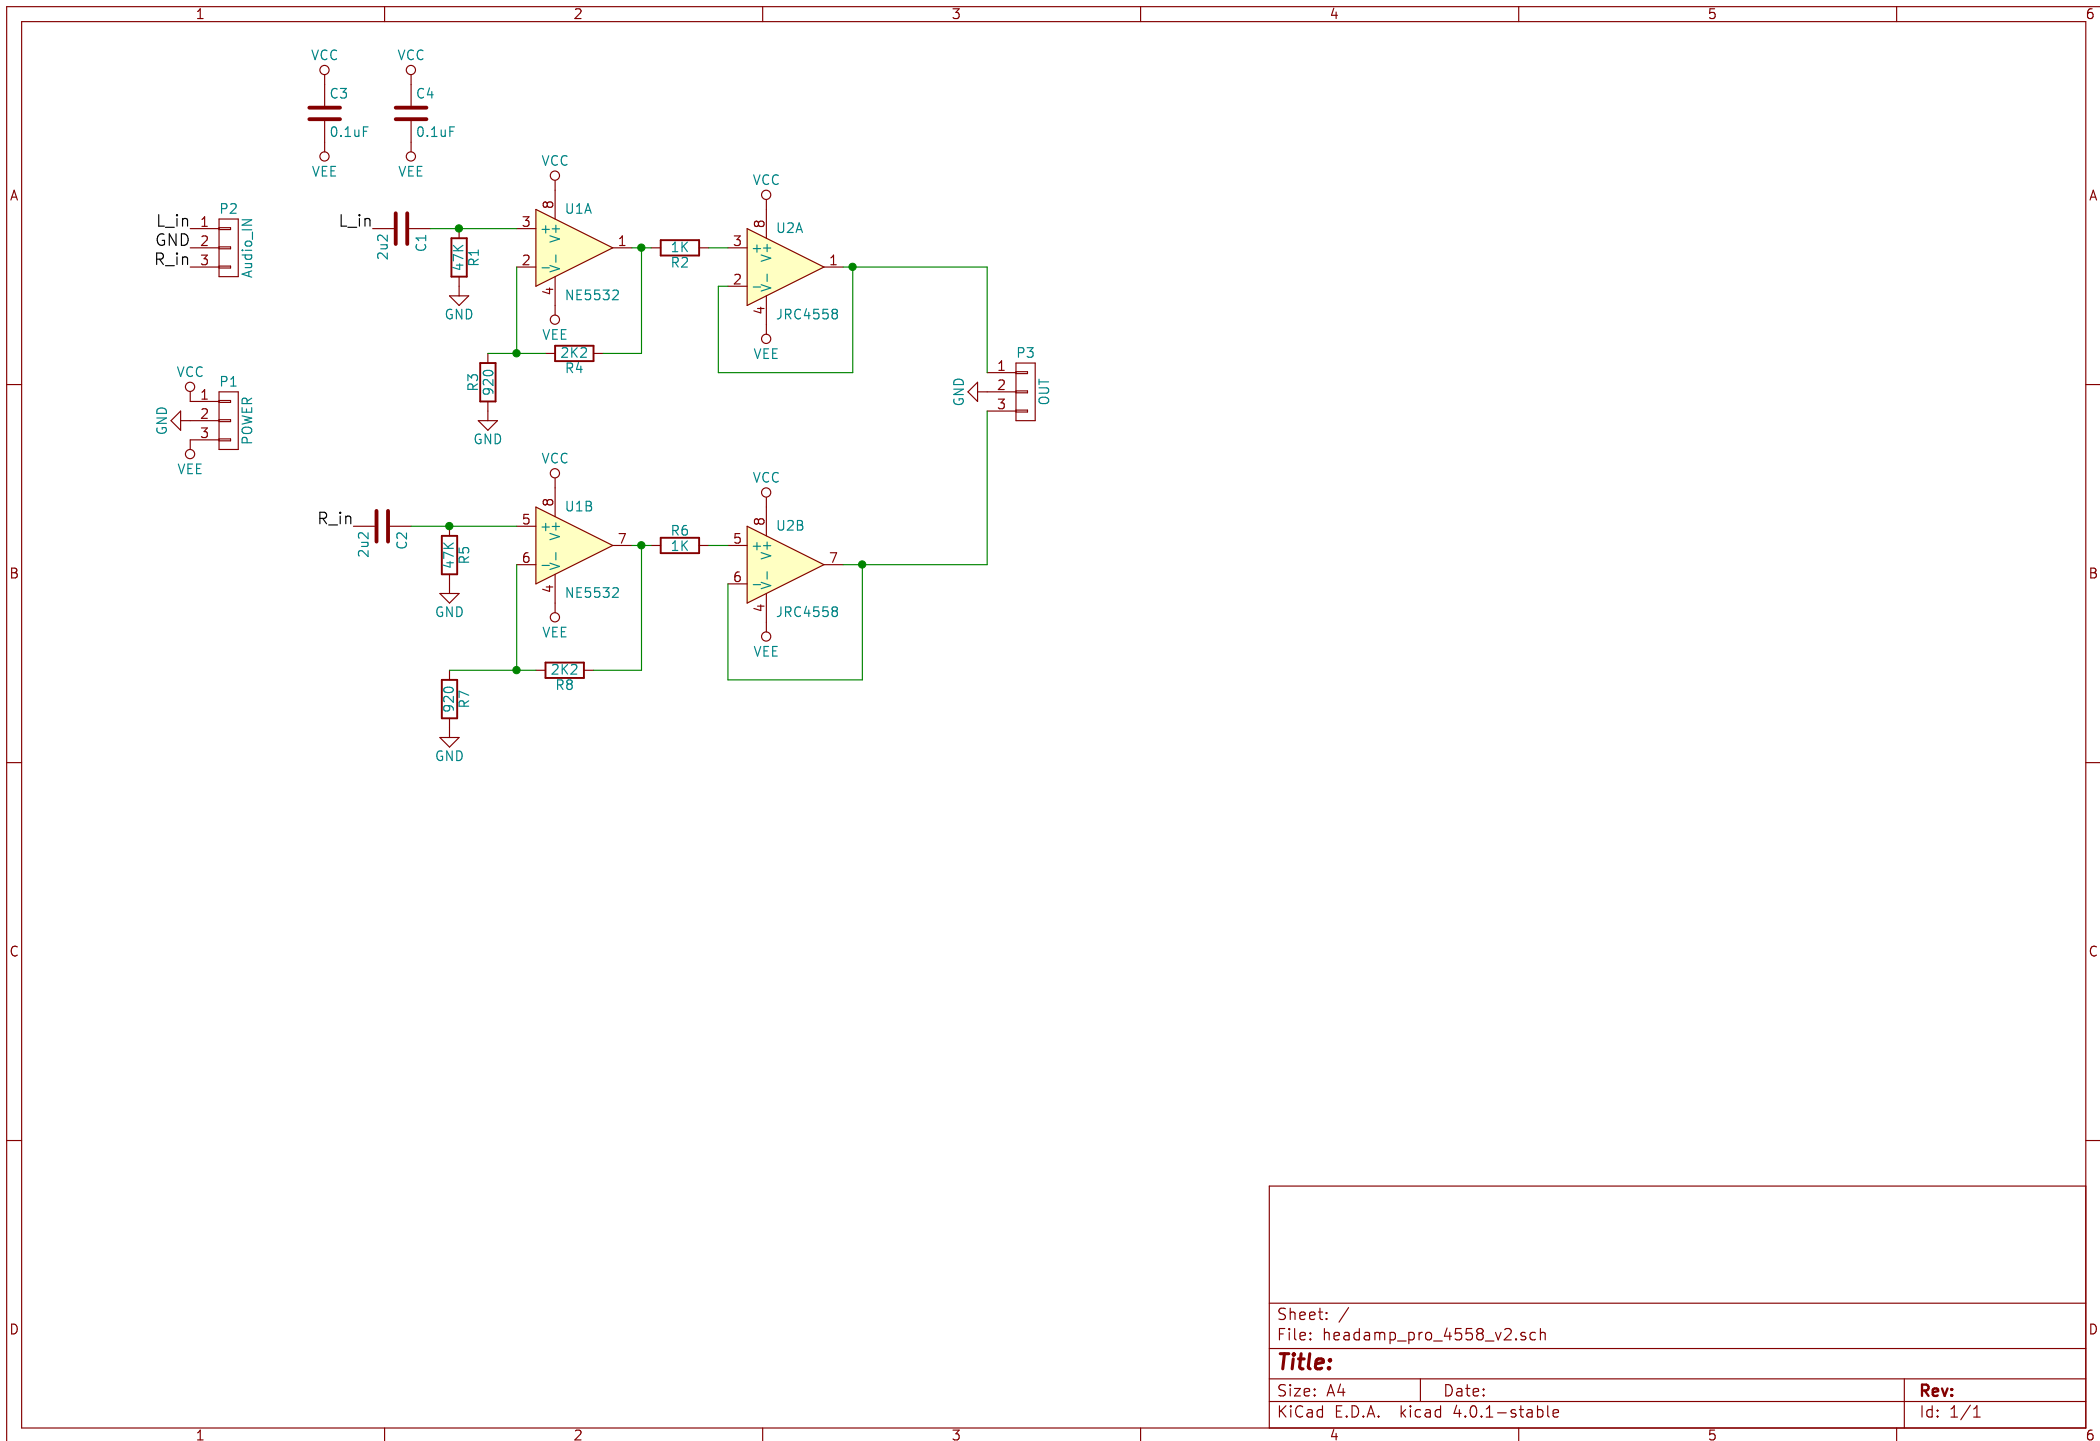 1 2 3 4 5 6
A
B
C
D
A
B
C
D
1 2 3 4 5 6
VCC
C3
0.1uF
VEE
VCC
C4
0.1uF
VEE
P2
L_in 1
GND 2
R_in 3
Audio_IN
VCC
P1
1
GND 2
3
POWER
VEE
L_in
2u2
C1
47K
R1
GND
VCC
8
U1A
3 + +
V
1
2 - V-
4
NE5532
VEE
2K2
R4
R3
920
GND
1K
R2
VCC
8
U2A
3 + +
V
1
2 - V-
4
JRC4558
VEE
P3
1
GND 2
3
OUT
R_in
2u2
C2
47K
R5
GND
VCC
8
U1B
5 + +
V
7
6 - V-
4
NE5532
VEE
2K2
R8
920
R7
GND
R6
1K
VCC
8
U2B
5 + +
V
7
6 - V-
4
JRC4558
VEE
Sheet: /
File: headamp_pro_4558_v2.sch
Title:
Size: A4 Date: Rev:
KiCad E.D.A. kicad 4.0.1-stable Id: 1/1